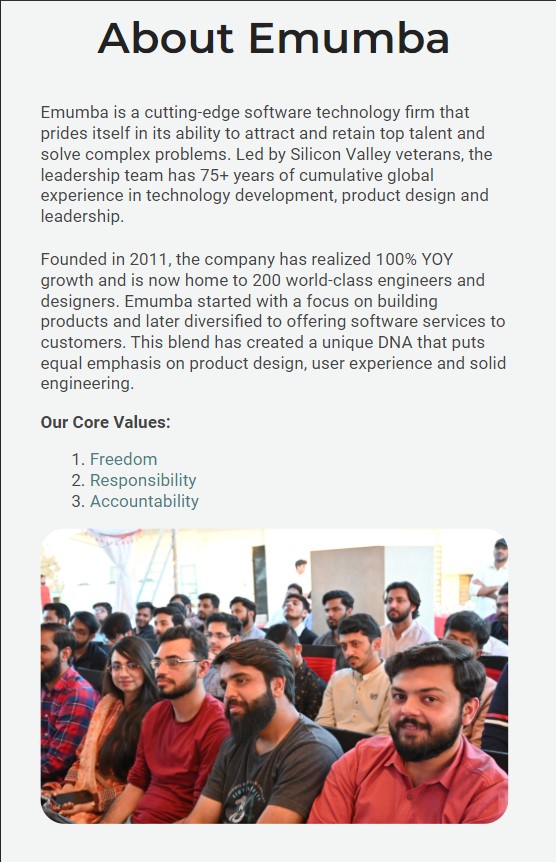 About Emumba
Emumba is a cutting-edge software technology firm that
prides itself in its ability to attract and retain top talent and
solve complex problems. Led by Silicon Valley veterans, the
leadership team has 75+ years of cumulative global
experience in technology development, product design and
leadership.
Founded in 2011, the company has realized 100% YOY
growth and is now home to 200 world-class engineers and
designers. Emumba started with a focus on building
products and later diversified to offering software services to
customers. This blend has created a unique DNA that puts
equal emphasis on product design, user experience and solid
engineering.
Our Core Values:
1. Freedom
2. Responsibility
3. Accountability